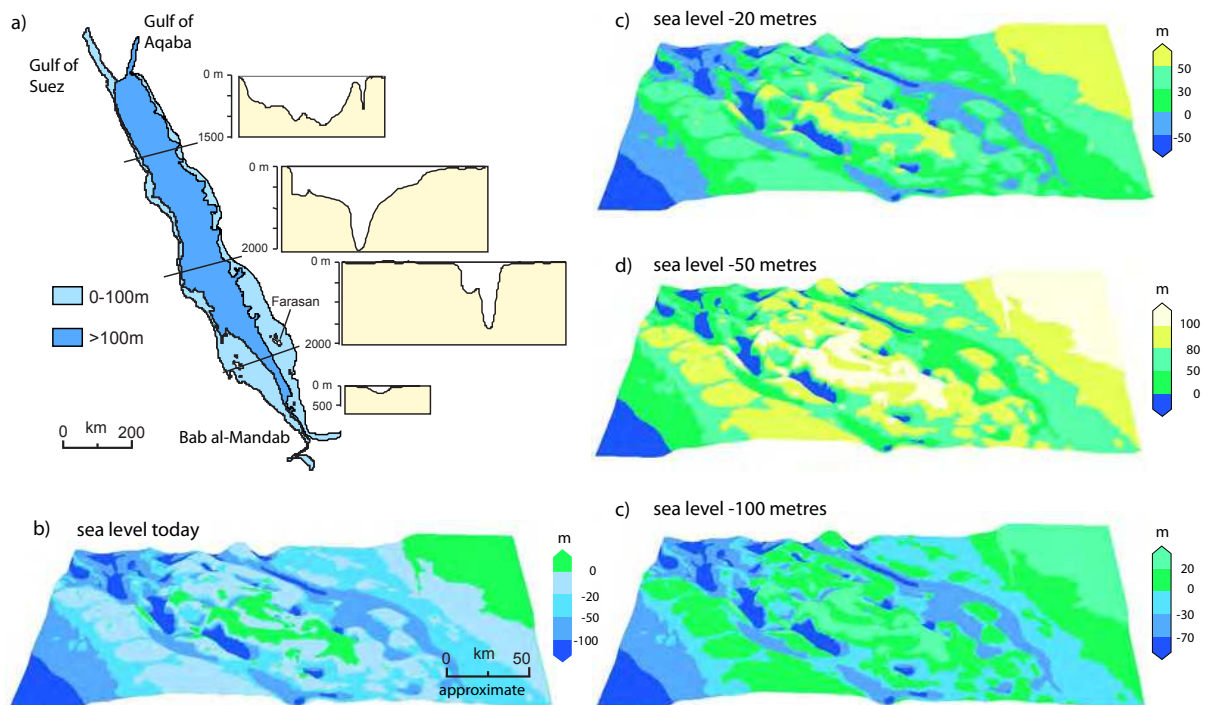 a)
Gulf of
Aqaba
Gulf of
Suez
0 m
1500
0 m
2000
0 m
2000
0 m
500
0-100m
>100m
Farasan
km
0 200
Bab al-Mandab
b) sea level today
m
0
-20
-50
-100
0 km 50
approximate
c) sea level -20 metres
m
50
30
0
-50
d) sea level -50 metres
m
100
80
50
0
c) sea level -100 metres
m
20
0
-30
-70